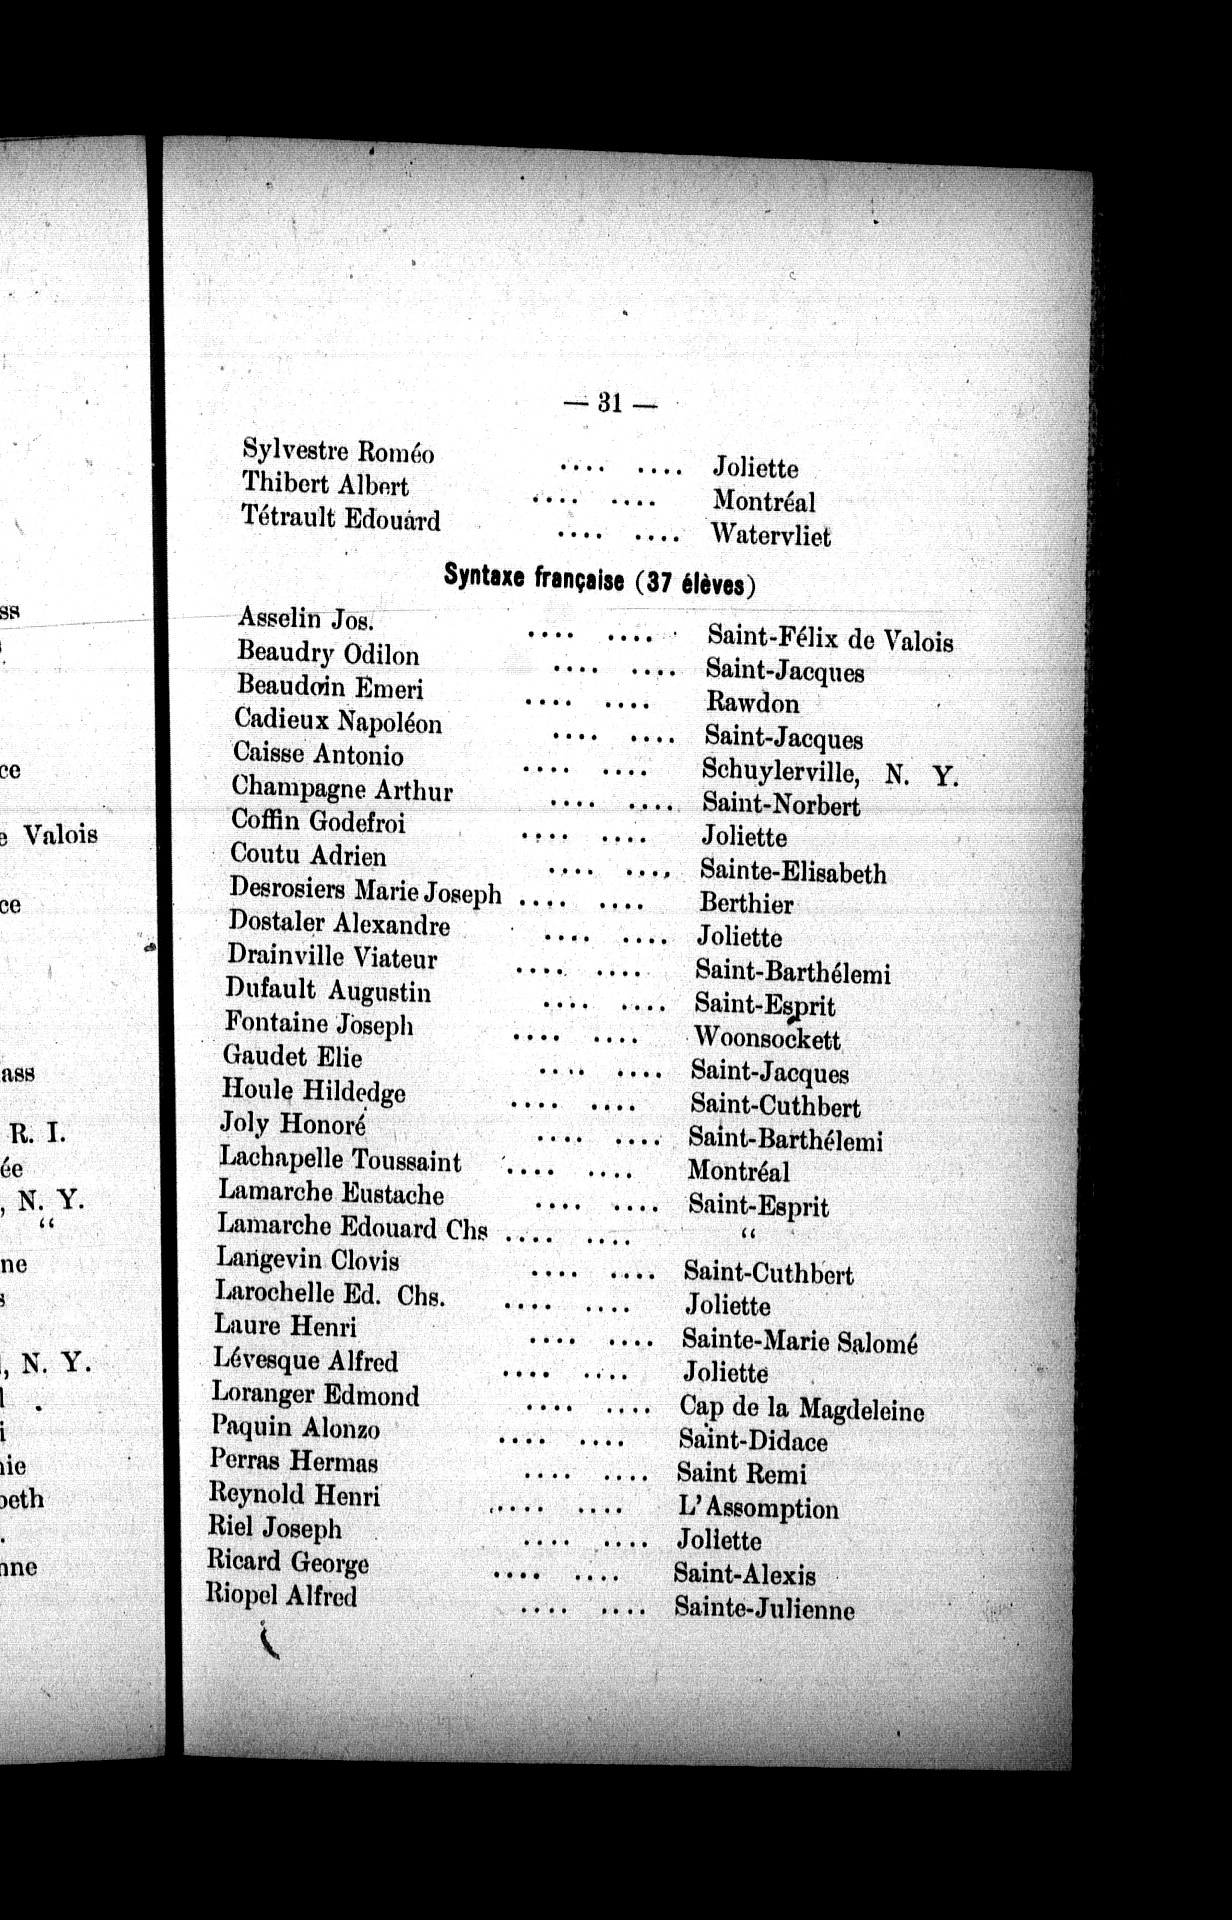 — 31 —
Sylvestre Roméo .... .... Joliette
Thibert Albert .... .... Montréal
Tétrault Edouard .... .... Watervliet
Syntaxe française (37 élèves)
Asselin Jos. .... .... Saint-Félix de Valois
Beaudry Odilon .... .... Saint-Jacques
Beaudoin Emeri .... .... Rawdon
Cadieux Napoléon .... .... Saint-Jacques
Caisse Antonio .... .... Schuylerville, N. Y.
Champagne Arthur .... .... Saint-Norbert
Coffin Godefroi .... .... Joliette
Coutu Adrien .... .... Sainte-Elisabeth
Desrosiers Marie Joseph .... .... Berthier
Dostaler Alexandre .... .... Joliette
Drainville Viateur .... .... Saint-Barthélemi
Dufault Augustin .... .... Saint-Esprit
Fontaine Joseph .... .... Woonsockett
Gaudet Elie .... .... Saint-Jacques
Houle Hildedge .... .... Saint-Cuthbert
Joly Honoré .... .... Saint-Barthélemi
Lachapelle Toussaint .... .... Montréal
Lamarche Eustache .... .... Saint-Esprit
Lamarche Edouard Chs .... .... “
Langevin Clovis .... .... Saint-Cuthbert
Larochelle Ed. Chs. .... .... Joliette
Laure Henri .... .... Sainte-Marie Salomé
Lévesque Alfred .... .... Joliette
Loranger Edmond .... .... Cap de la Magdeleine
Paquin Alonzo .... .... Saint-Didace
Perras Hermas .... .... Saint Remi
Reynold Henri .... .... L'Assomption
Riel Joseph .... .... Joliette
Ricard George .... .... Saint-Alexis
Riopel Alfred .... .... Sainte-Julienne
Valois
R. I.
, N. Y.
“
, N. Y.